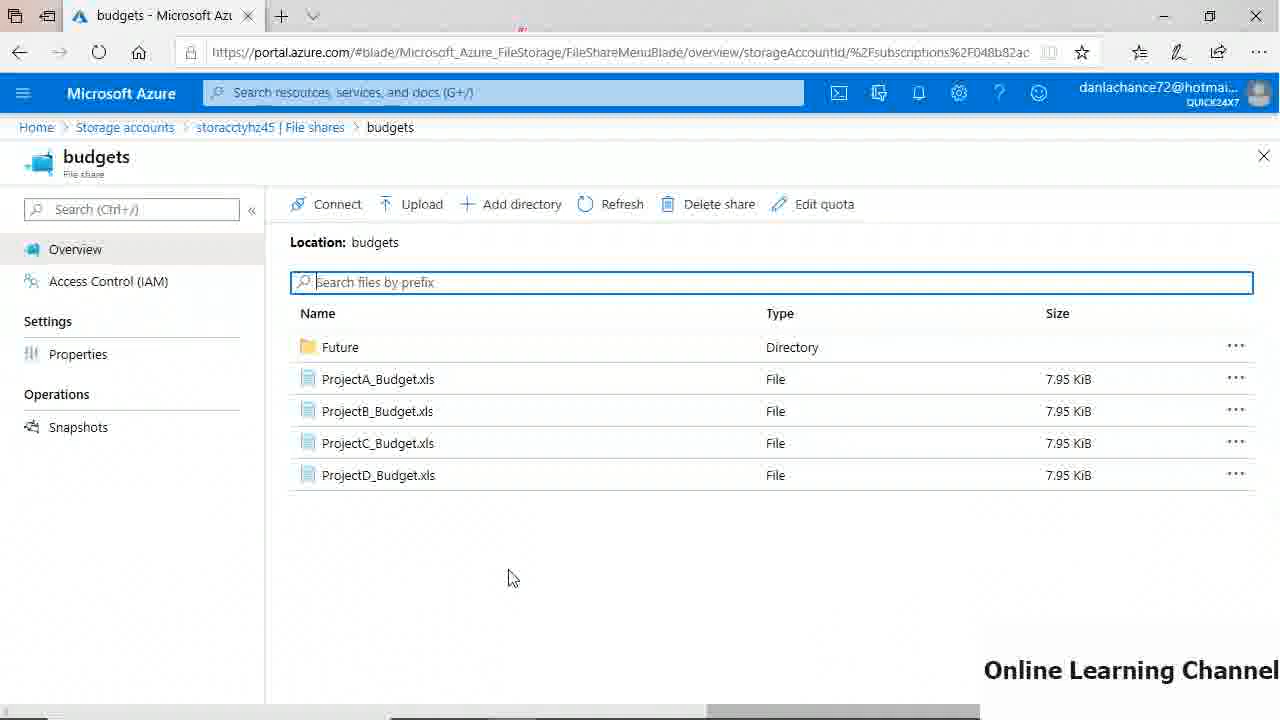 budgets - Microsoft Azu
https://portal.azure.com/#blade/Microsoft_Azure_FileStorage/FileShareMenuBlade/overview/storageAccountId/%2Fsubscriptions%2F048b82ac
Microsoft Azure
Search resources, services, and docs (G+/)
danlachance72@hotmai...
QUICK24X7
Home > Storage accounts > storacctyhz45 | File shares > budgets
budgets
File share
Search (Ctrl+/)
Connect Upload Add directory Refresh Delete share Edit quota
Overview
Access Control (IAM)
Settings
Properties
Operations
Snapshots
Location: budgets
Search files by prefix
Name Type Size
Future Directory
ProjectA_Budget.xls File 7.95 KiB
ProjectB_Budget.xls File 7.95 KiB
ProjectC_Budget.xls File 7.95 KiB
ProjectD_Budget.xls File 7.95 KiB
Online Learning Channel